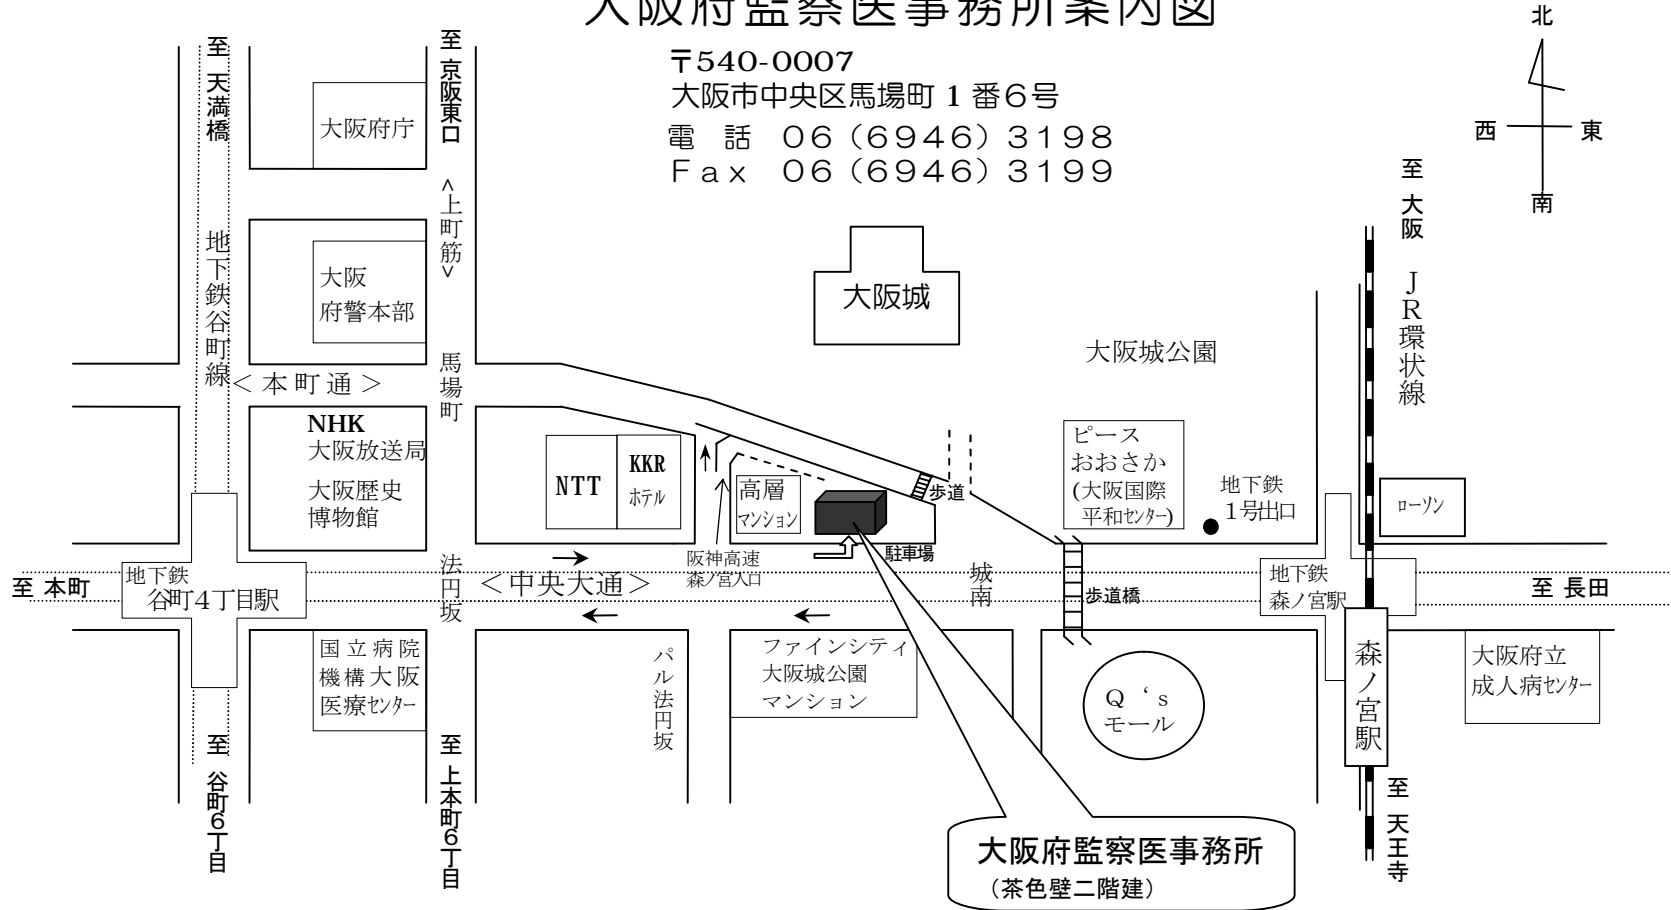 大阪府監察医事務所案内図
〒540-0007
大阪市中央区馬場町 1 番６号
電　話　０６（６９４６）３１９８
Ｆａｘ　０６（６９４６）３１９９
北
西
東
南
至 天満橋
至 京阪東口
大阪府庁
<上町筋>
地下鉄谷町線
大阪
府警本部
大阪城
大阪城公園
至 大阪
ＪＲ環状線
＜本町通＞
馬場町
NHK
大阪放送局
大阪歴史
博物館
NTT
KKR
ホテル
高層
マンション
歩道
ピース
おおさか
(大阪国際
平和センター)
地下鉄
１号出口
ローソン
阪神高速
森ノ宮入口
駐車場
至 本町
地下鉄
谷町４丁目駅
法円坂
＜中央大通＞
城南
歩道橋
地下鉄
森ノ宮駅
至 長田
国立病院
機構大阪
医療センター
パル法円坂
ファインシティ
大阪城公園
マンション
Ｑ‘ｓ
モール
森ノ宮駅
大阪府立
成人病センター
至 谷町６丁目
至 上本町６丁目
至 天王寺
大阪府監察医事務所
（茶色壁二階建）